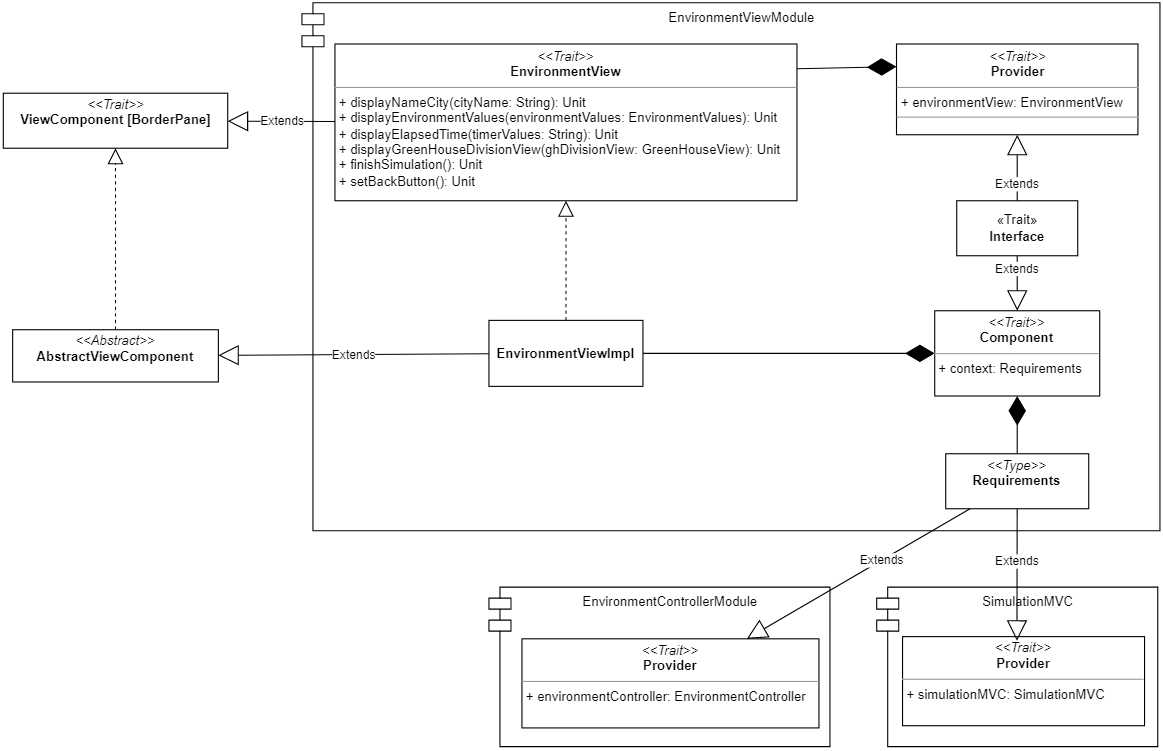 EnvironmentViewModule
<<Trait>>
EnvironmentView
+ displayNameCity(cityName: String): Unit
+ displayEnvironmentValues(environmentValues: EnvironmentValues): Unit
+ displayElapsedTime(timerValues: String): Unit
+ displayGreenHouseDivisionView(ghDivisionView: GreenHouseView): Unit
+ finishSimulation(): Unit
+ setBackButton(): Unit
<<Trait>>
Provider
+ environmentView: EnvironmentView
<<Trait>>
ViewComponent [BorderPane]
Extends
Extends
«Trait»
Interface
Extends
<<Trait>>
Component
+ context: Requirements
<<Abstract>>
AbstractViewComponent
Extends
EnvironmentViewImpl
<<Type>>
Requirements
Extends
Extends
EnvironmentControllerModule
<<Trait>>
Provider
+ environmentController: EnvironmentController
SimulationMVC
<<Trait>>
Provider
+ simulationMVC: SimulationMVC